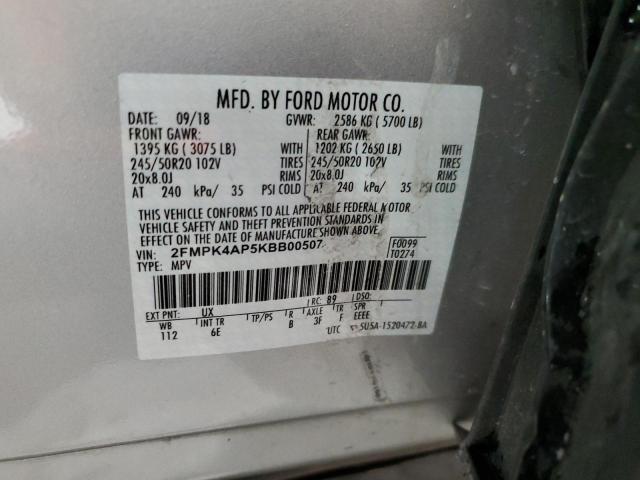 MFD. BY FORD MOTOR CO.
DATE: 09/18 GVWR: 2586 KG ( 5700 LB)
FRONT GAWR: REAR GAWR:
1395 KG ( 3075 LB) WITH 1202 KG ( 2650 LB) WITH
245/50R20 102V TIRES 245/50R20 102V TIRES
20x8.0J RIMS 20x8.0J RIMS
AT 240 kPa/ 35 PSI COLD AT 240 kPa/ 35 PSI COLD
THIS VEHICLE CONFORMS TO ALL APPLICABLE FEDERAL MOTOR
VEHICLE SAFETY AND THEFT PREVENTION STANDARDS IN
EFFECT ON THE DATE OF MANUFACTURE SHOWN ABOVE.
VIN: 2FMPK4AP5KBB00507 F0099
TYPE: MPV T0274
EXT PNT: UX RC: 89 DSO:
WB INT TR TP/PS R AXLE TR SPR
112 6E B 3F F EEEE
UTC 5U5A-1520472-BA